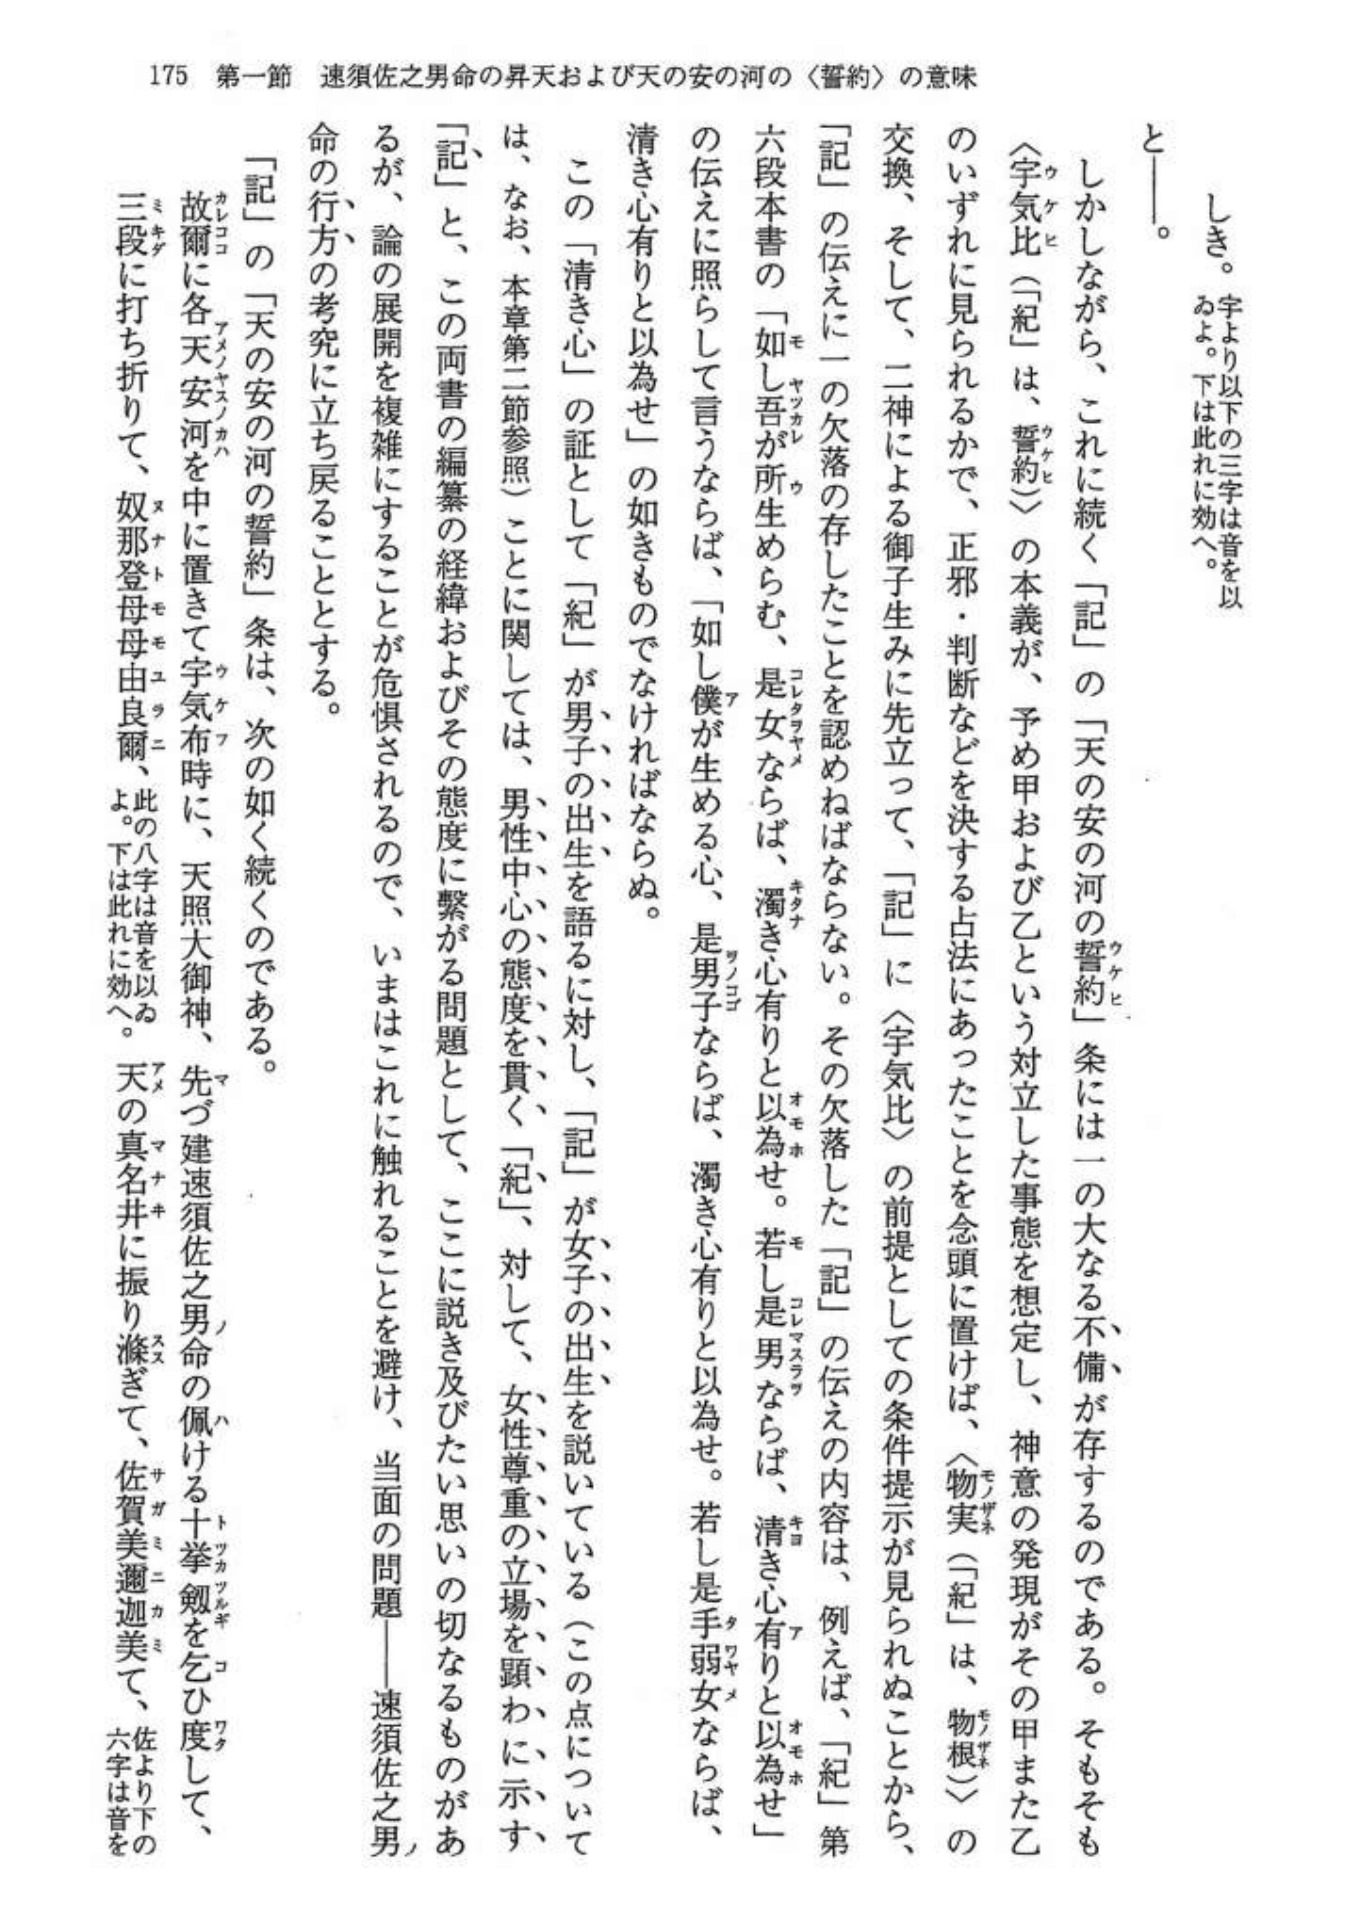 175　第一節　速須佐之男命の昇天および天の安の河の〈誓約〉の意味
しき。字より以下の三字は音を以ゐよ。下は此れに効へ。
と――。
しかしながら、これに続く「記」の「天の安の河の誓約」条には一の大なる不備が存するのである。そもそも
〈宇気比（「紀」は、誓約）〉の本義が、予め甲および乙という対立した事態を想定し、神意の発現がその甲また乙
のいずれに見られるかで、正邪・判断などを決する占法にあったことを念頭に置けば、〈物実（「紀」は、物根）〉の
交換、そして、二神による御子生みに先立って、「記」に〈宇気比〉の前提としての条件提示が見られぬことから、
「記」の伝えに一の欠落の存したことを認めねばならない。その欠落した「記」の伝えの内容は、例えば、「紀」第
六段本書の「如し吾が所生めらむ、是女ならば、濁き心有りと以為せ。若し是男ならば、清き心有りと以為せ」
の伝えに照らして言うならば、「如し僕が生める心、是男子ならば、濁き心有りと以為せ。若し是手弱女ならば、
清き心有りと以為せ」の如きものでなければならぬ。
この「清き心」の証として「紀」が男子の出生を語るに対し、「記」が女子の出生を説いている（この点について
は、なお、本章第二節参照）ことに関しては、男性中心の態度を貫く「紀」、対して、女性尊重の立場を顕わに示す
「記」と、この両書の編纂の経緯およびその態度に繫がる問題として、ここに説き及びたい思いの切なるものがあ
るが、論の展開を複雑にすることが危惧されるので、いまはこれに触れることを避け、当面の問題――速須佐之男
命の行方の考究に立ち戻ることとする。
「記」の「天の安の河の誓約」条は、次の如く続くのである。
故爾に各天安河を中に置きて宇気布時に、天照大御神、先づ建速須佐之男命の佩ける十挙剱を乞ひ度して、
三段に打ち折りて、奴那登母母由良爾、此の八字は音を以ゐよ。下は此れに効へ。天の真名井に振り滌ぎて、佐賀美邇迦美て、佐より下の六字は音を